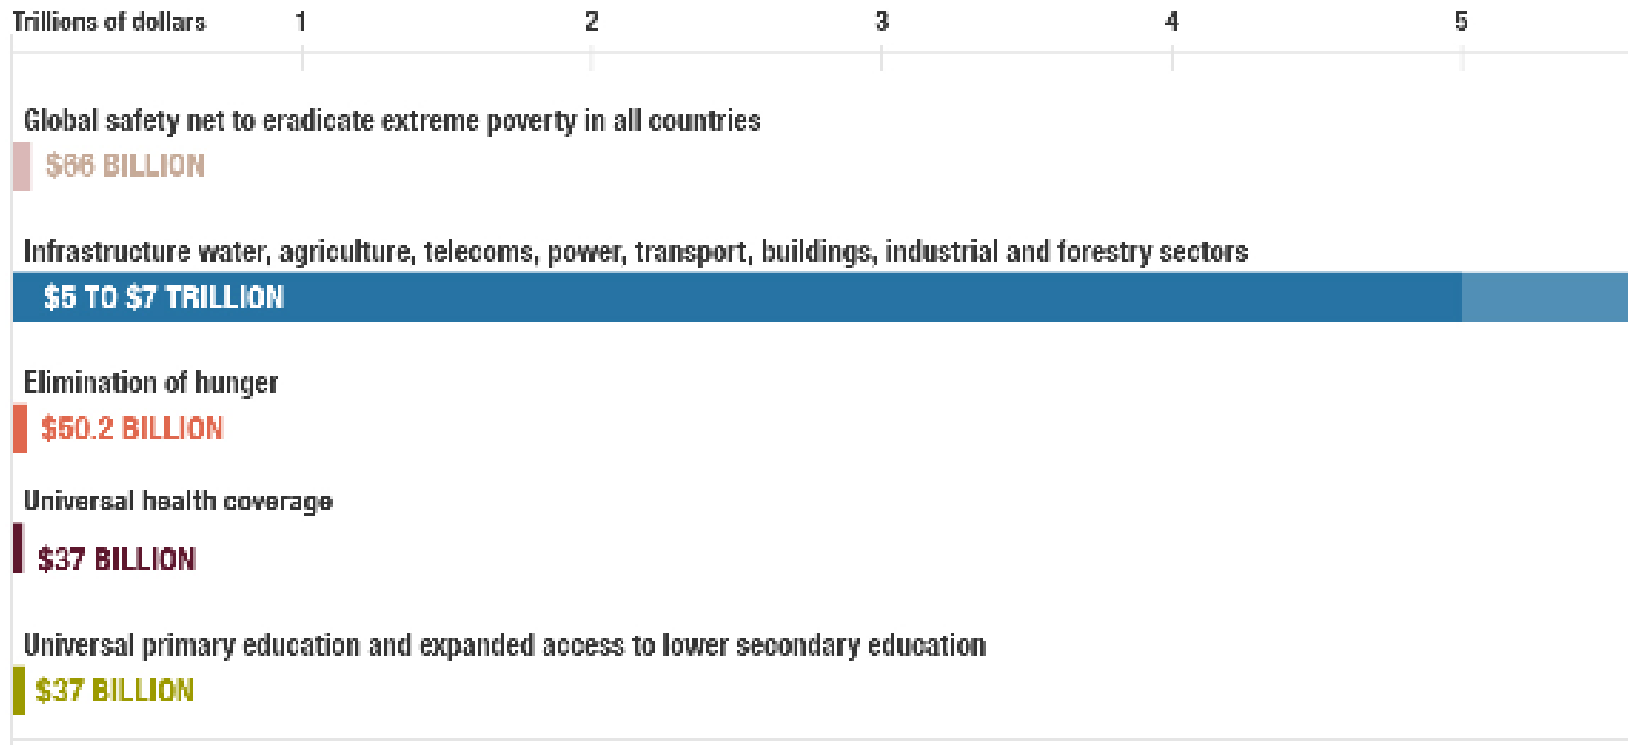 Trillions of dollars 1 2 3 4 5
Global safety net to eradicate extreme poverty in all countries
$66 BILLION
Infrastructure water, agriculture, telecoms, power, transport, buildings, industrial and forestry sectors
$5 TO $7 TRILLION
Elimination of hunger
$50.2 BILLION
Universal health coverage
$37 BILLION
Universal primary education and expanded access to lower secondary education
$37 BILLION